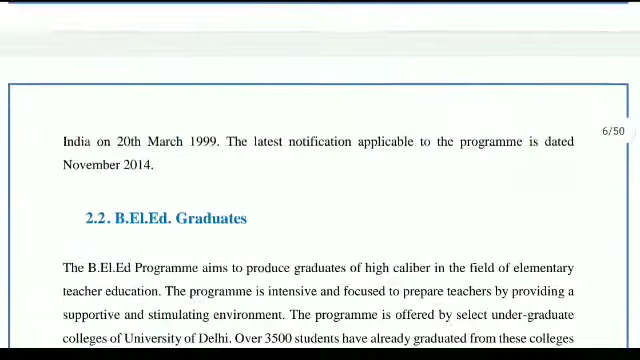 India on 20th March 1999. The latest notification applicable to the programme is dated
6/50
November 2014.
2.2. B.El.Ed. Graduates
The B.El.Ed Programme aims to produce graduates of high caliber in the field of elementary
teacher education. The programme is intensive and focused to prepare teachers by providing a
supportive and stimulating environment. The programme is offered by select under-graduate
colleges of University of Delhi. Over 3500 students have already graduated from these colleges